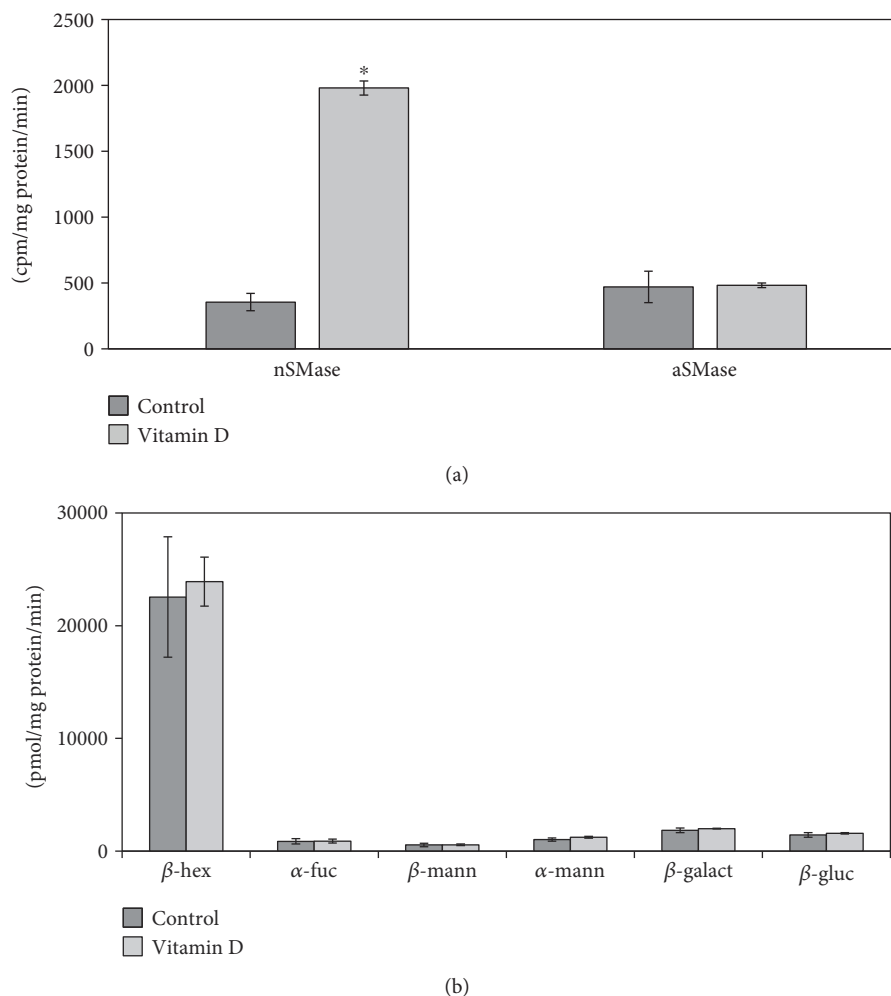 2500
2000
1500
1000
500
0
(cpm/mg protein/min)
*
nSMase aSMase
Control
Vitamin D
(a)
30000
20000
10000
0
(pmol/mg protein/min)
β-hex α-fuc β-mann α-mann β-galact β-gluc
Control
Vitamin D
(b)